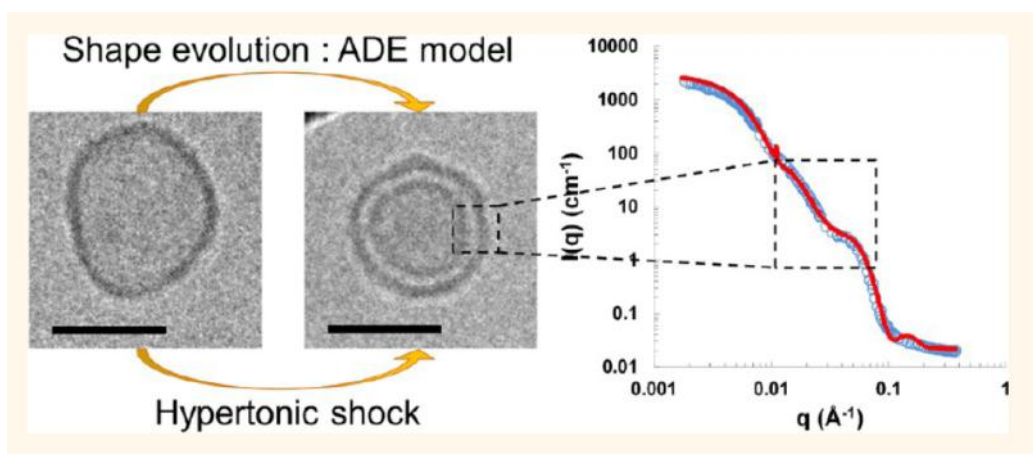 Shape evolution : ADE model
Hypertonic shock
10000
1000
100
10
1
0.1
0.01
I(q) (cm⁻¹)
0.001
0.01
0.1
1
q (Å⁻¹)